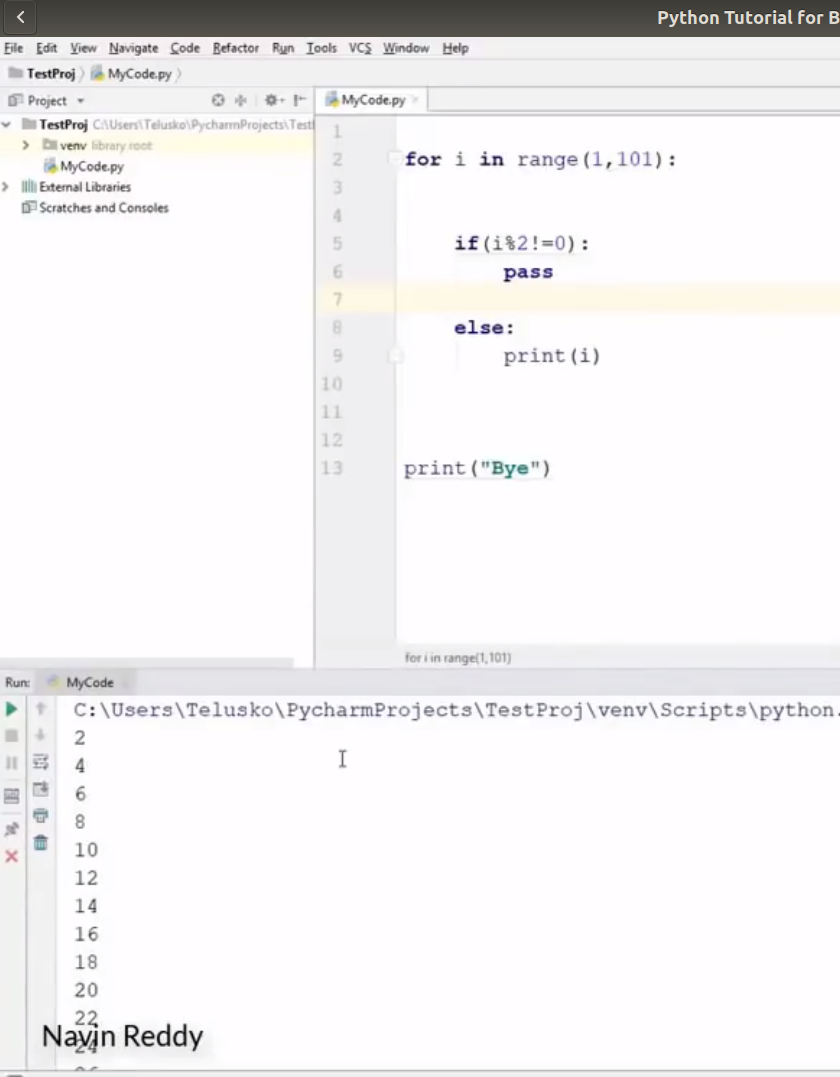 Python Tutorial for B
File Edit View Navigate Code Refactor Run Tools VCS Window Help
TestProj MyCode.py
Project
MyCode.py
TestProj C:\Users\Telusko\PycharmProjects\Test
venv library root
MyCode.py
External Libraries
Scratches and Consoles
1
2 for i in range(1,101):
3
4
5 if(i%2!=0):
6 pass
7
8 else:
9 print(i)
10
11
12
13 print("Bye")
for i in range(1,101)
Run: MyCode
C:\Users\Telusko\PycharmProjects\TestProj\venv\Scripts\python.
2
4
6
8
10
12
14
16
18
20
22
Navin Reddy
24